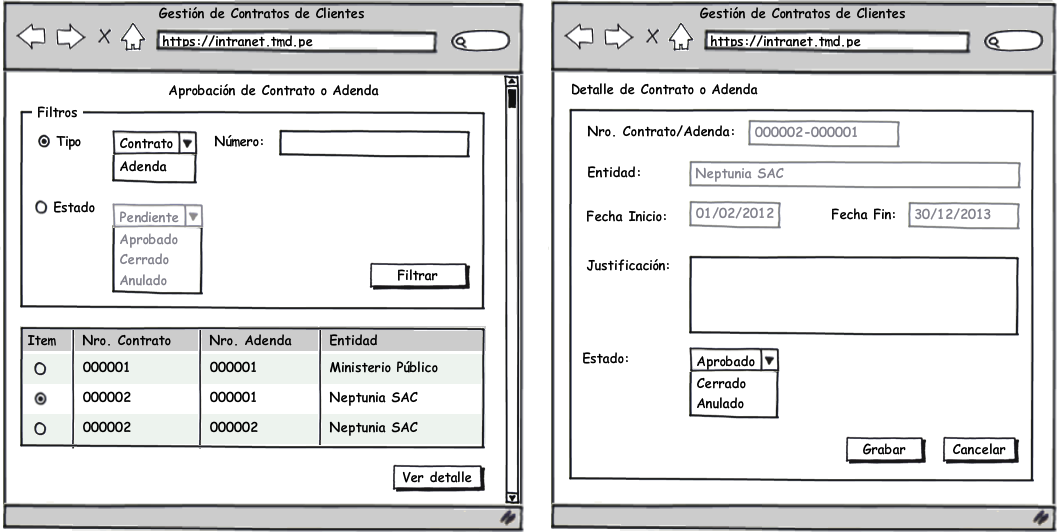 Gestión de Contratos de Clientes
https://intranet.tmd.pe
Aprobación de Contrato o Adenda
Filtros
Tipo Contrato Número:
Adenda
Estado Pendiente
Aprobado
Cerrado
Anulado
Filtrar
Item Nro. Contrato Nro. Adenda Entidad
000001 000001 Ministerio Público
000002 000001 Neptunia SAC
000002 000002 Neptunia SAC
Ver detalle
Gestión de Contratos de Clientes
https://intranet.tmd.pe
Detalle de Contrato o Adenda
Nro. Contrato/Adenda: 000002-000001
Entidad: Neptunia SAC
Fecha Inicio: 01/02/2012 Fecha Fin: 30/12/2013
Justificación:
Estado: Aprobado
Cerrado
Anulado
Grabar Cancelar